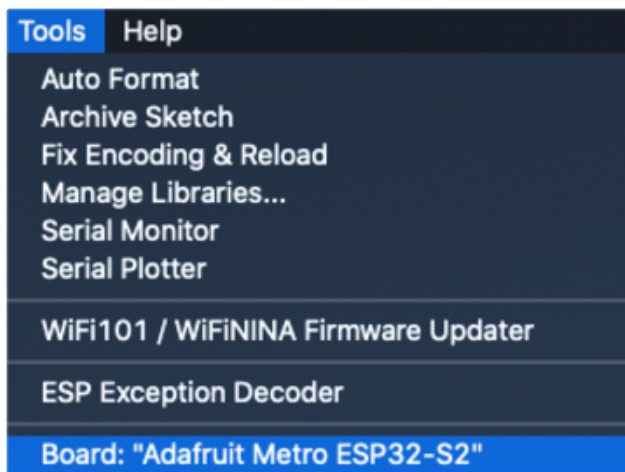 Tools Help
Auto Format
Archive Sketch
Fix Encoding & Reload
Manage Libraries...
Serial Monitor
Serial Plotter
WiFi101 / WiFiNINA Firmware Updater
ESP Exception Decoder
Board: "Adafruit Metro ESP32-S2"